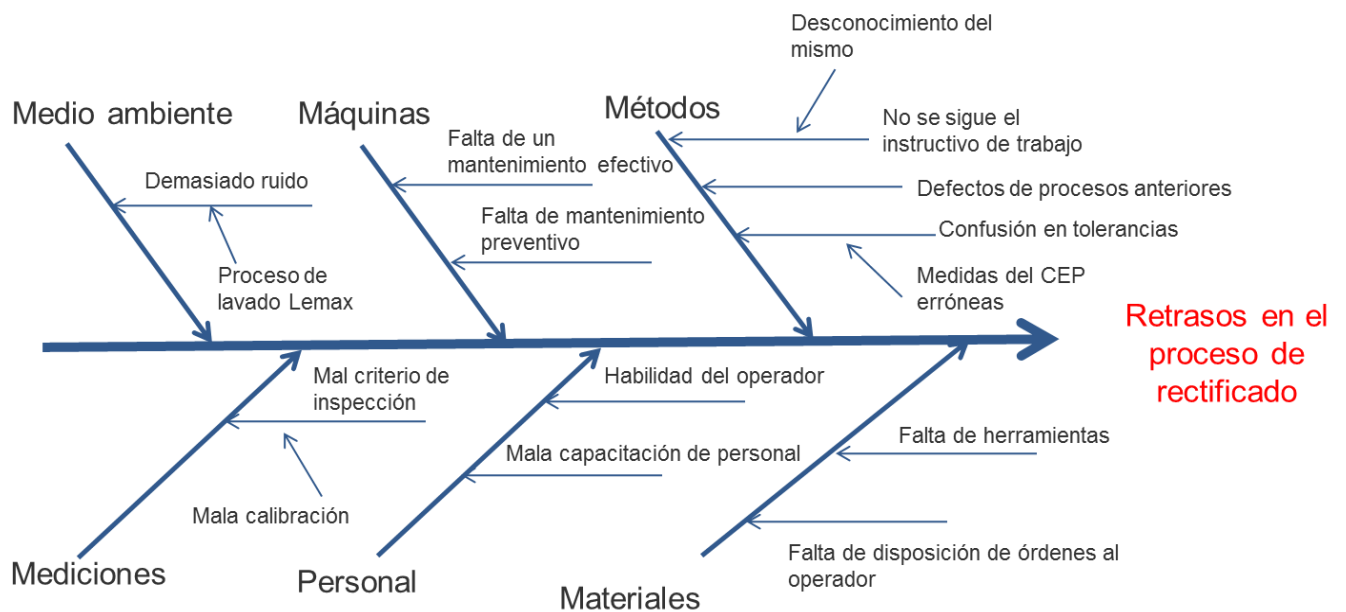 Desconocimiento del
mismo
Medio ambiente
Máquinas
Métodos
Falta de un
mantenimiento efectivo
No se sigue el
instructivo de trabajo
Demasiado ruido
Defectos de procesos anteriores
Falta de mantenimiento
preventivo
Confusión en tolerancias
Proceso de
lavado Lemax
Medidas del CEP
erróneas
Retrasos en el
proceso de
rectificado
Mal criterio de
inspección
Habilidad del operador
Falta de herramientas
Mala capacitación de personal
Mala calibración
Falta de disposición de órdenes al
operador
Mediciones
Personal
Materiales